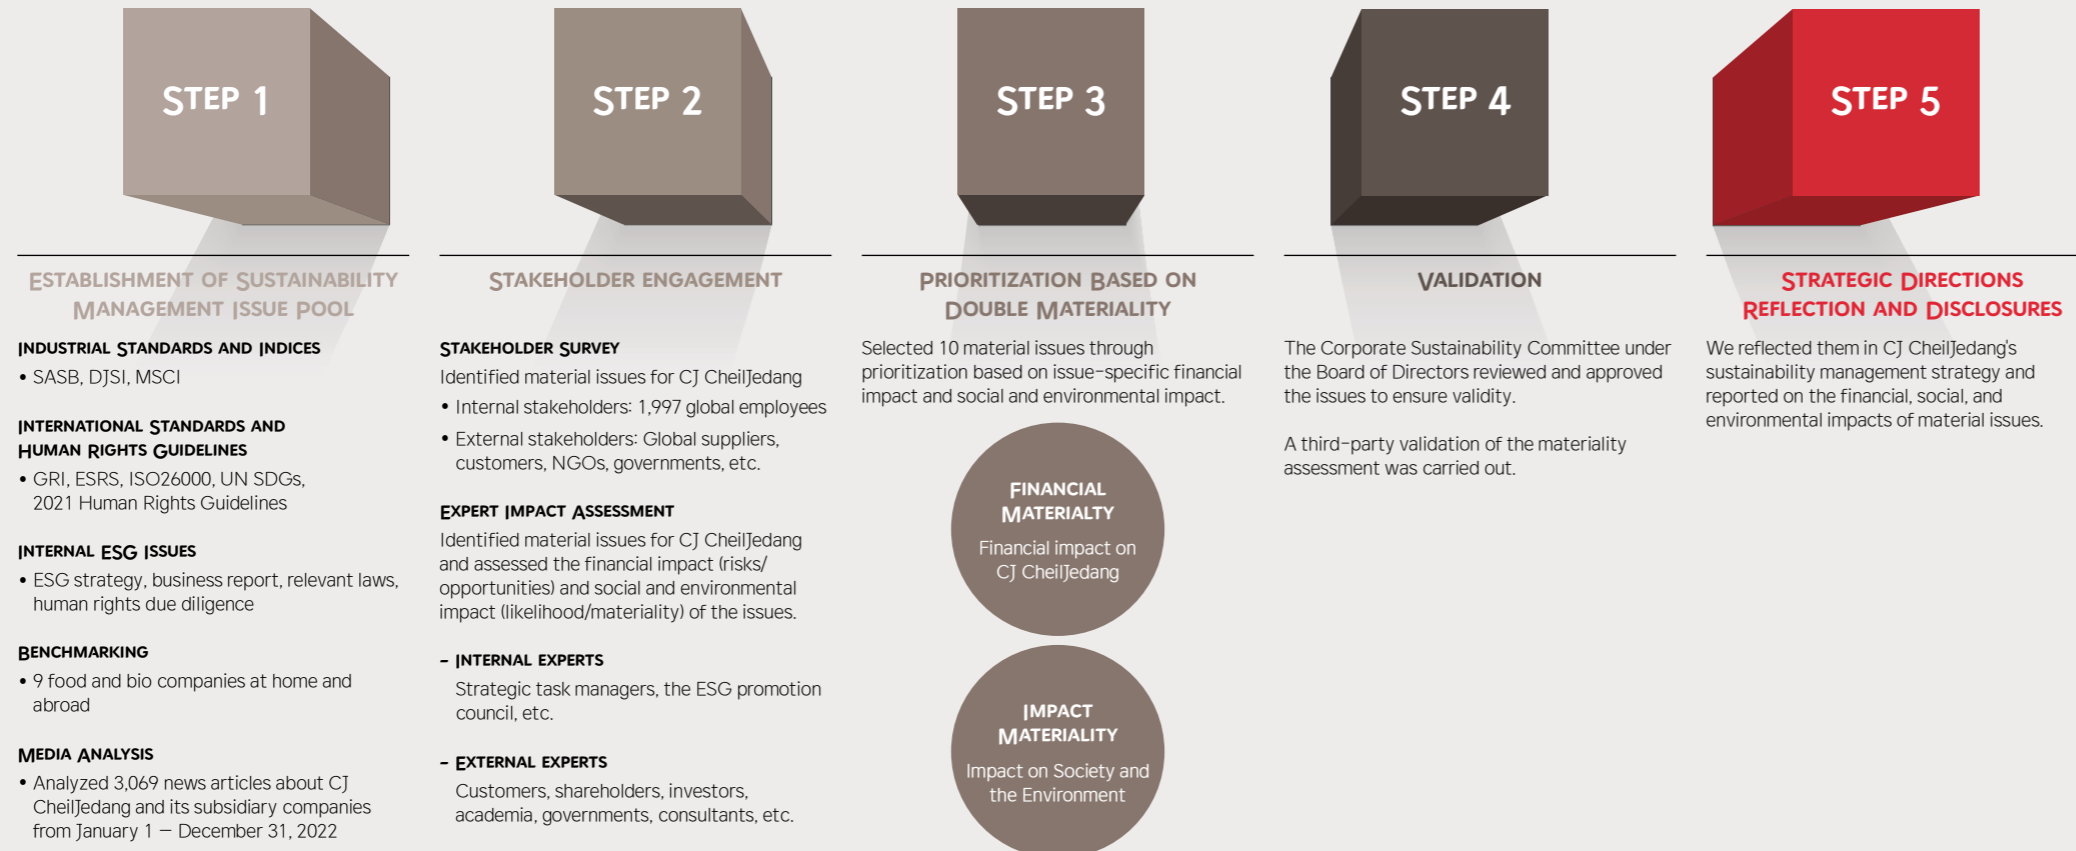 STEP 1
ESTABLISHMENT OF SUSTAINABILITY
MANAGEMENT ISSUE POOL
INDUSTRIAL STANDARDS AND INDICES
• SASB, DJSI, MSCI
INTERNATIONAL STANDARDS AND
HUMAN RIGHTS GUIDELINES
• GRI, ESRS, ISO26000, UN SDGs,
2021 Human Rights Guidelines
INTERNAL ESG ISSUES
• ESG strategy, business report, relevant laws,
human rights due diligence
BENCHMARKING
• 9 food and bio companies at home and
abroad
MEDIA ANALYSIS
• Analyzed 3,069 news articles about CJ
CheilJedang and its subsidiary companies
from January 1 – December 31, 2022
STEP 2
STAKEHOLDER ENGAGEMENT
STAKEHOLDER SURVEY
Identified material issues for CJ CheilJedang
• Internal stakeholders: 1,997 global employees
• External stakeholders: Global suppliers,
customers, NGOs, governments, etc.
EXPERT IMPACT ASSESSMENT
Identified material issues for CJ CheilJedang
and assessed the financial impact (risks/
opportunities) and social and environmental
impact (likelihood/materiality) of the issues.
- INTERNAL EXPERTS
Strategic task managers, the ESG promotion
council, etc.
- EXTERNAL EXPERTS
Customers, shareholders, investors,
academia, governments, consultants, etc.
STEP 3
PRIORITIZATION BASED ON
DOUBLE MATERIALITY
Selected 10 material issues through
prioritization based on issue-specific financial
impact and social and environmental impact.
FINANCIAL
MATERIALTY
Financial impact on
CJ CheilJedang
IMPACT
MATERIALITY
Impact on Society and
the Environment
STEP 4
VALIDATION
The Corporate Sustainability Committee under
the Board of Directors reviewed and approved
the issues to ensure validity.
A third-party validation of the materiality
assessment was carried out.
STEP 5
STRATEGIC DIRECTIONS
REFLECTION AND DISCLOSURES
We reflected them in CJ CheilJedang's
sustainability management strategy and
reported on the financial, social, and
environmental impacts of material issues.